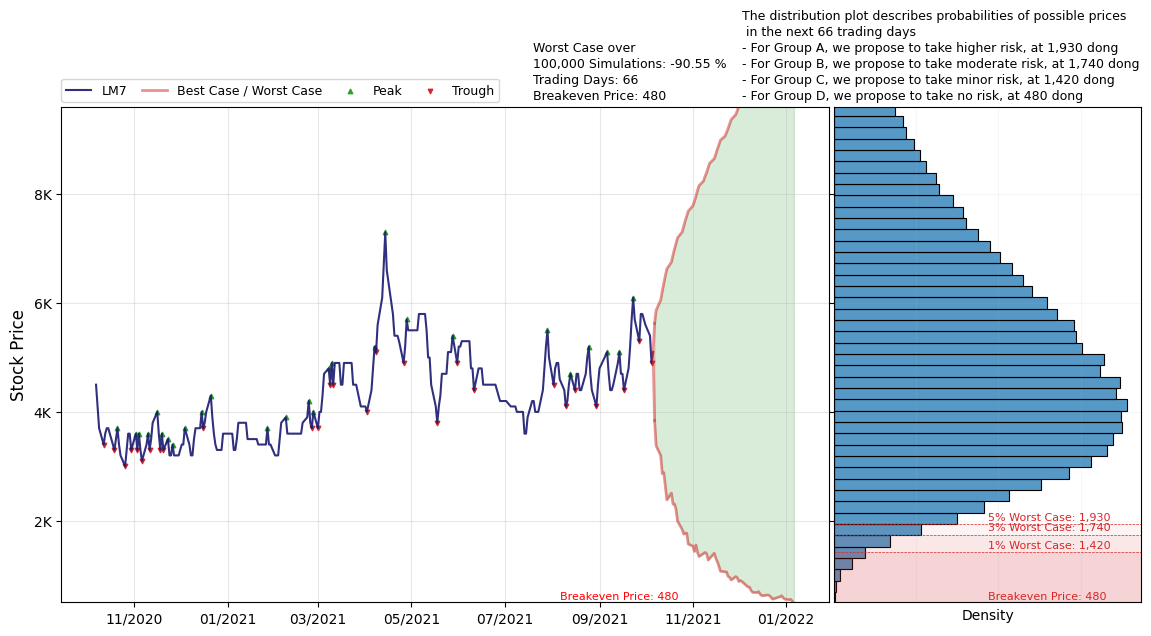 The distribution plot describes probabilities of possible prices
in the next 66 trading days
- For Group A, we propose to take higher risk, at 1,930 dong
- For Group B, we propose to take moderate risk, at 1,740 dong
- For Group C, we propose to take minor risk, at 1,420 dong
- For Group D, we propose to take no risk, at 480 dong
Worst Case over
100,000 Simulations: -90.55 %
Trading Days: 66
Breakeven Price: 480
LM7
Best Case / Worst Case
Peak
Trough
Stock Price
8K
6K
4K
2K
Breakeven Price: 480
11/2020
01/2021
03/2021
05/2021
07/2021
09/2021
11/2021
01/2022
5% Worst Case: 1,930
3% Worst Case: 1,740
1% Worst Case: 1,420
Breakeven Price: 480
Density